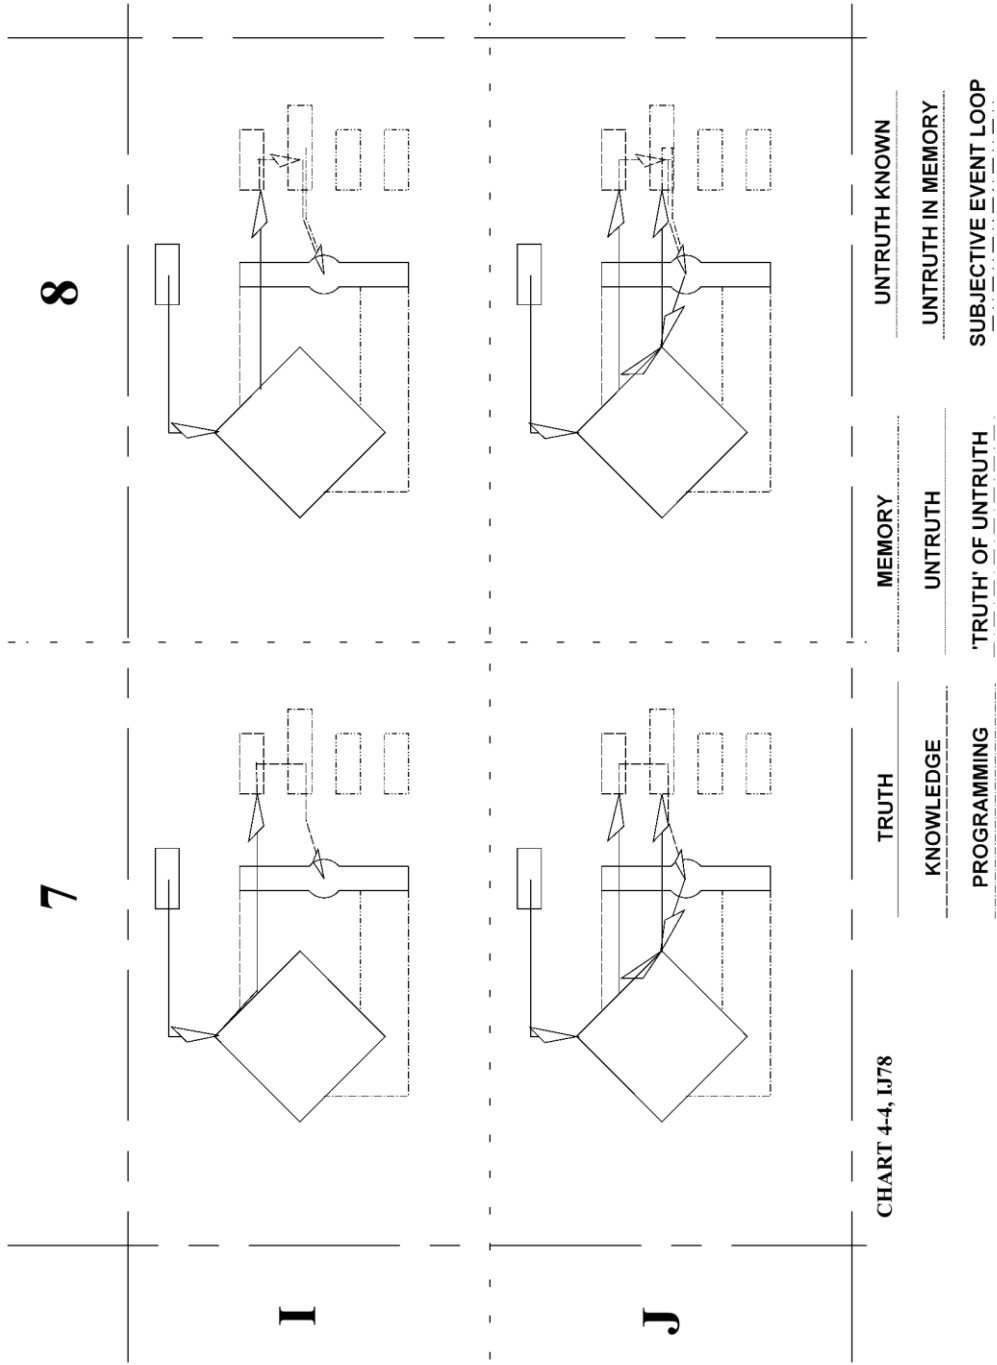 7 8
I
J
CHART 4-4, IJ78
TRUTH MEMORY UNTRUTH KNOWN
KNOWLEDGE UNTRUTH UNTRUTH IN MEMORY
PROGRAMMING 'TRUTH' OF UNTRUTH SUBJECTIVE EVENT LOOP